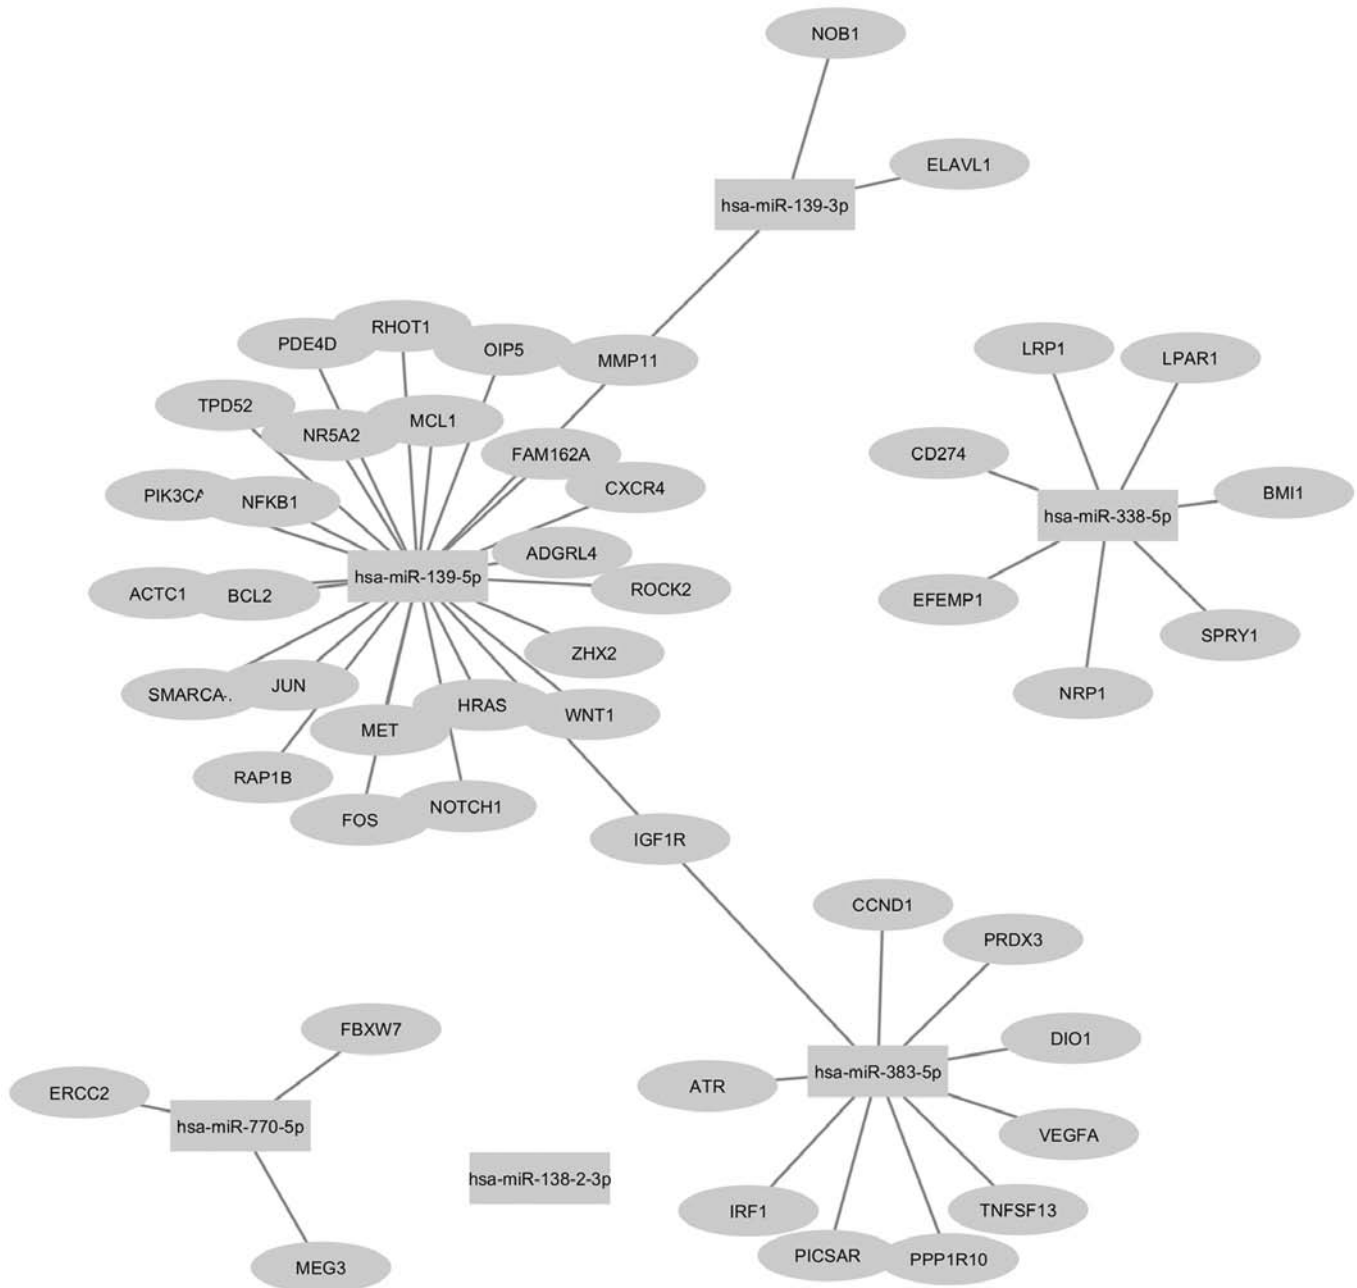 NOB1
ELAVL1
hsa-miR-139-3p
RHOT1
PDE4D
OIP5
MMP11
LRP1
LPAR1
TPD52
MCL1
NR5A2
FAM162A
CD274
CXCR4
BMI1
PIK3CA
NFKB1
hsa-miR-338-5p
ADGRL4
hsa-miR-139-5p
ROCK2
ACTC1
BCL2
EFEMP1
SPRY1
ZHX2
JUN
SMARCA
NRP1
HRAS
WNT1
MET
RAP1B
NOTCH1
FOS
IGF1R
CCND1
PRDX3
FBXW7
DIO1
hsa-miR-383-5p
ERCC2
ATR
hsa-miR-770-5p
VEGFA
hsa-miR-138-2-3p
IRF1
TNFSF13
PICSAR
PPP1R10
MEG3